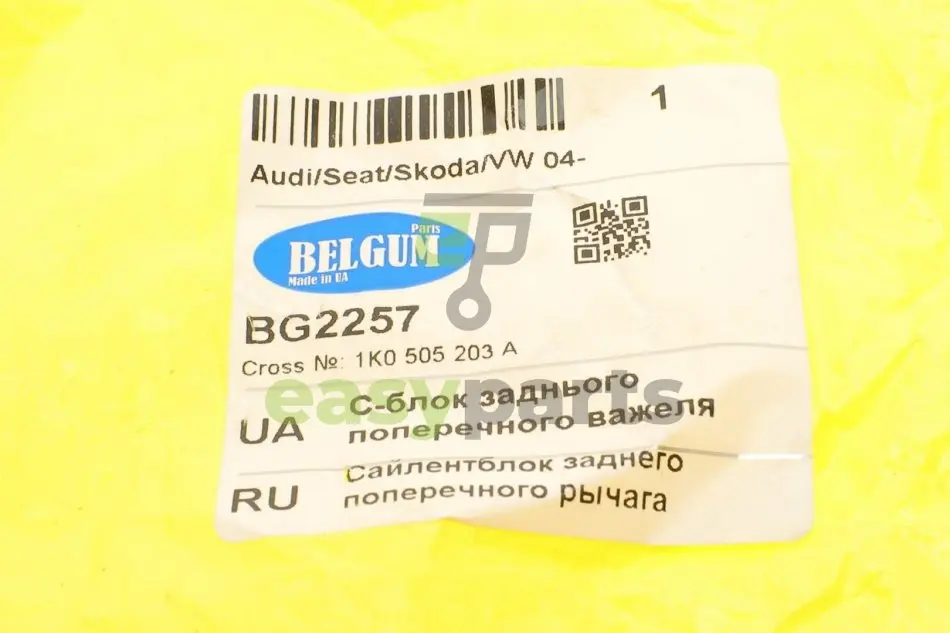 1
Audi/Seat/Skoda/VW 04-
Parts
BELGUM
Made in UA
EP
BG2257
Cross №: 1K0 505 203 A
easyparts
UA
С-блок заднього
поперечного важеля
RU
Сайлентблок заднего
поперечного рычага